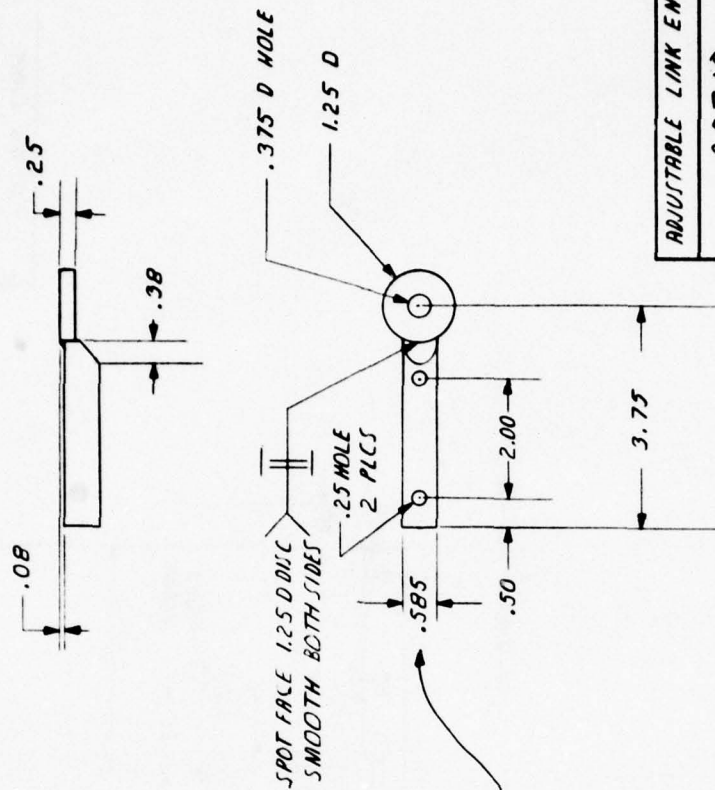 .08
.25
.38
.375 D HOLE
1.25 D
SPOT FACE 1.25 D DISC
SMOOTH BOTH SIDES
.25 HOLE
2 PLCS
.585
.50
2.00
3.75
ADJUSTABLE LINK EN